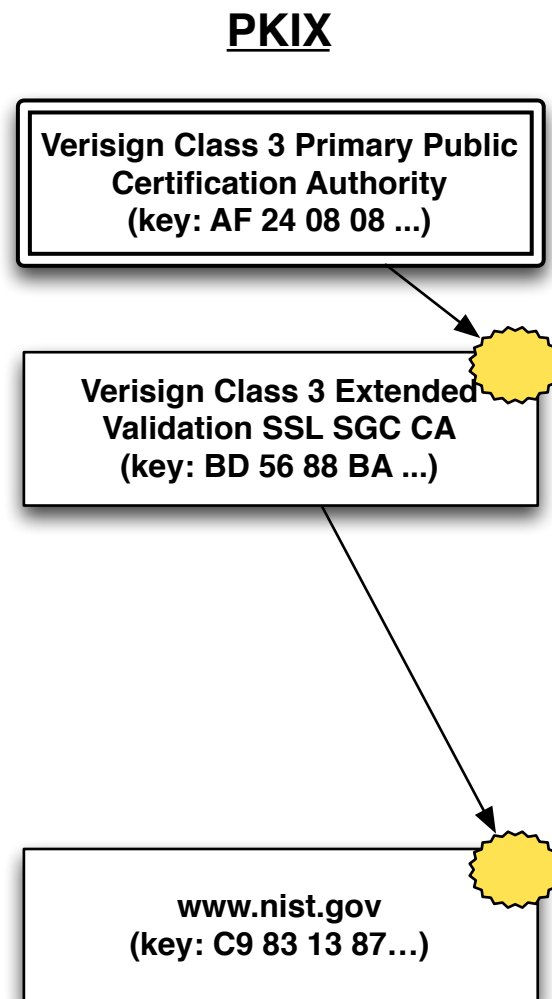 PKIX
Verisign Class 3 Primary Public
Certification Authority
(key: AF 24 08 08 ...)
Verisign Class 3 Extended
Validation SSL SGC CA
(key: BD 56 88 BA ...)
www.nist.gov
(key: C9 83 13 87...)